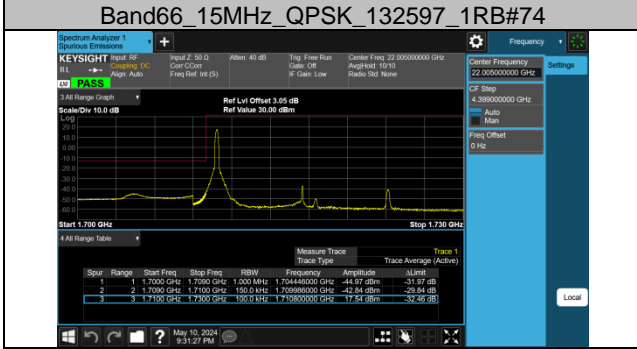 Band66_15MHz_QPSK_132597_1RB#74
Spectrum Analyzer 1
Spurious Emissions
+
Frequency
KEYSIGHT Input: RF Input Z: 50 Ω Atten: 40 dB Trig: Free Run Center Freq: 22.005000000 GHz
RL Coupling: DC Corr CCorr Gate: Off Avg|Hold: 10/10
Align: Auto Freq Ref: Int (S) IF Gain: Low Radio Std: None
LXI PASS
Center Frequency
22.005000000 GHz
Settings
CF Step
4.399000000 GHz
Auto
Man
Freq Offset
0 Hz
3 All Range Graph
Ref Lvl Offset 3.05 dB
Scale/Div 10.0 dB Ref Value 30.00 dBm
Log
20.0
10.0
0.00
-10.0
-20.0
-30.0
-40.0
-50.0
-60.0
Start 1.700 GHz Stop 1.730 GHz
4 All Range Table
Measure Trace Trace 1
Trace Type Trace Average (Active)
Spur Range Start Freq Stop Freq RBW Frequency Amplitude ΔLimit
1 1 1.7000 GHz 1.7090 GHz 1.000 MHz 1.704446000 GHz -44.97 dBm -31.97 dB
2 2 1.7090 GHz 1.7100 GHz 150.0 kHz 1.709986000 GHz -42.84 dBm -29.84 dB
3 3 1.7100 GHz 1.7300 GHz 100.0 kHz 1.710800000 GHz 17.54 dBm -32.46 dB
Local
?
May 10, 2024
9:31:27 PM